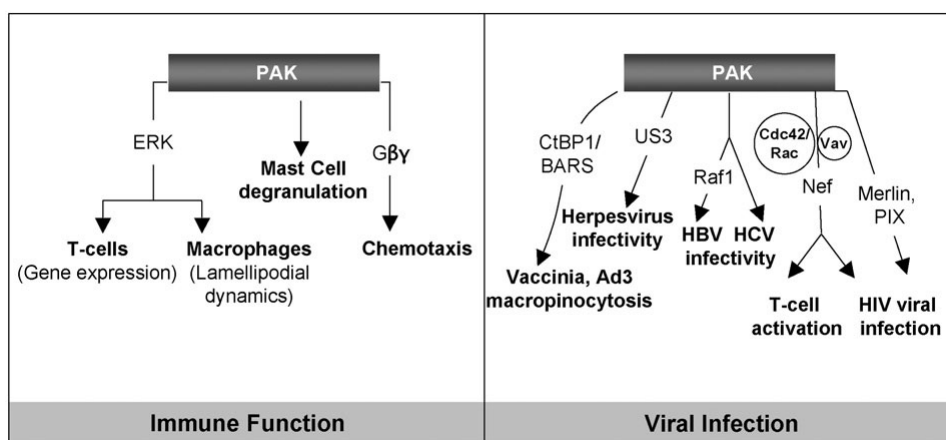 PAK
ERK
Gβγ
Mast Cell
degranulation
T-cells
(Gene expression)
Macrophages
(Lamellipodial
dynamics)
Chemotaxis
Immune Function
PAK
CtBP1/
BARS
US3
Raf1
Cdc42/
Rac
Vav
Nef
Merlin,
PIX
Herpesvirus
infectivity
HBV HCV
infectivity
Vaccinia, Ad3
macropinocytosis
T-cell
activation
HIV viral
infection
Viral Infection